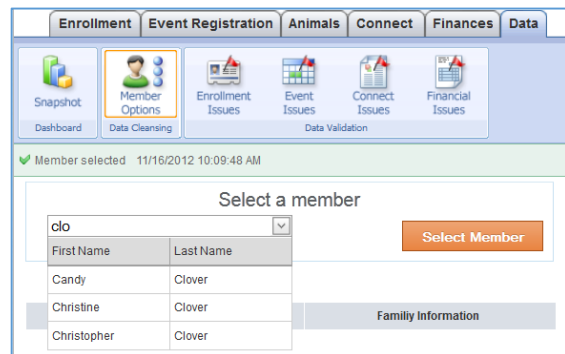 Enrollment Event Registration Animals Connect Finances Data
Snapshot Member Options Enrollment Issues Event Issues Connect Issues Financial Issues
Dashboard Data Cleansing Data Validation
Member selected 11/16/2012 10:09:48 AM
Select a member
clo Select Member
First Name Last Name
Candy Clover
Christine Clover
Familiy Information
Christopher Clover